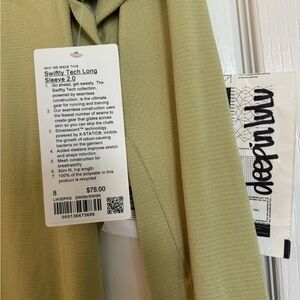 WHY WE MADE THIS
Swiftly Tech Long
Sleeve 2.0
1. Go ahead, get sweaty. The
Swiftly Tech collection,
powered by seamless
construction, is the ultimate
gear for running and training
2. Our seamless construction uses
the fewest number of seams to
create gear that glides across
skin so you can skip the chafe
3. Silverescent™ technology
powered by X-STATIC®, inhibits
the growth of odour-causing
bacteria on the garment
4. Added elastane improves stretch
and shape retention
5. Mesh construction for
breathability
6. Slim fit, hip length
7. 100% of the polyester in this
product is recycled
8 $78.00
deepinlulu